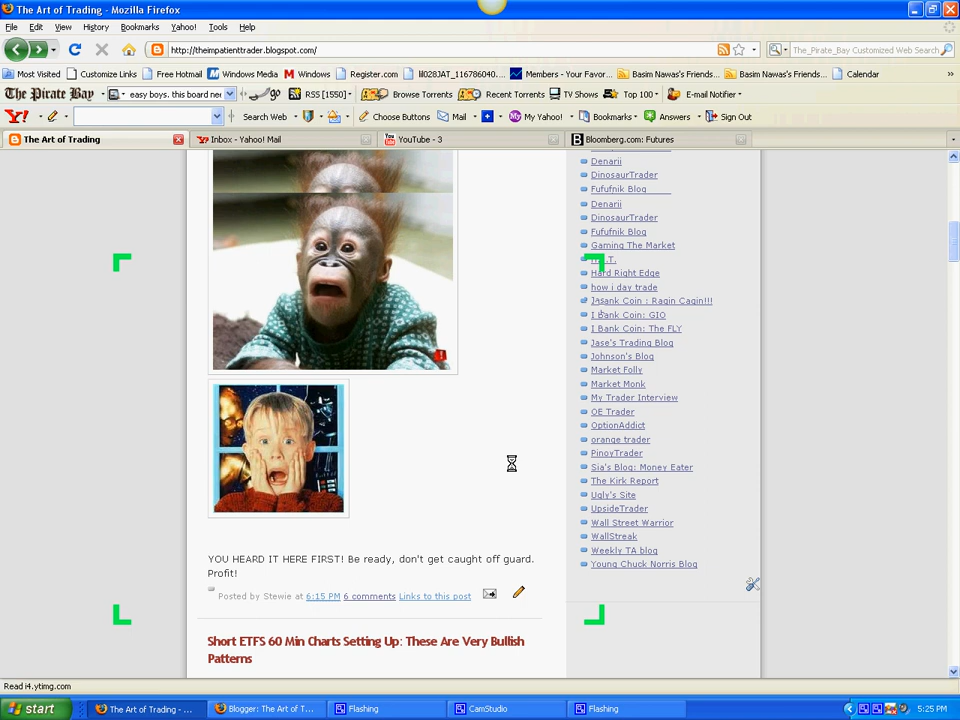 The Art of Trading - Mozilla Firefox
File Edit View History Bookmarks Yahoo! Tools Help
http://theimpatienttrader.blogspot.com/
The_Pirate_Bay Customized Web Search
Most Visited Customize Links Free Hotmail Windows Media Windows Register.com Members - Your Favor... Basim Nawas's Friends... Basim Nawas's Friends... Calendar
The Pirate Bay easy boys. this board RSS [1550] Browse Torrents Recent Torrents TV Shows Top 100 E-mail Notifier
Search Web Choose Buttons Mail My Yahoo! Bookmarks Answers Sign Out
The Art of Trading Inbox - Yahoo! Mail YouTube - 3 Bloomberg.com: Futures
Denarii
DinosaurTrader
Fufufnik Blog
Denarii
DinosaurTrader
Fufufnik Blog
Gaming The Market
Hard Right Edge
how i day trade
Coin : Ragin Cagin!!!
I Bank Coin: GIO
I Bank Coin: The FLY
Jase's Trading Blog
Johnson's Blog
Market Folly
Market Monk
My Trader Interview
OE Trader
OptionAddict
orange trader
PinoyTrader
Sia's Blog: Money Eater
The Kirk Report
Ugly's Site
UpsideTrader
Wall Street Warrior
WallStreak
Weekly TA blog
Young Chuck Norris Blog
YOU HEARD IT HERE FIRST! Be ready, don't get caught off guard.
Profit!
Posted by Stewie at 6:15 PM 6 comments Links to this post
Short ETFS 60 Min Charts Setting Up: These Are Very Bullish
Patterns
Read i4.ytimg.com
start The Art of Trading - ... Blogger: The Art of T... Flashing CamStudio Flashing 5:25 PM